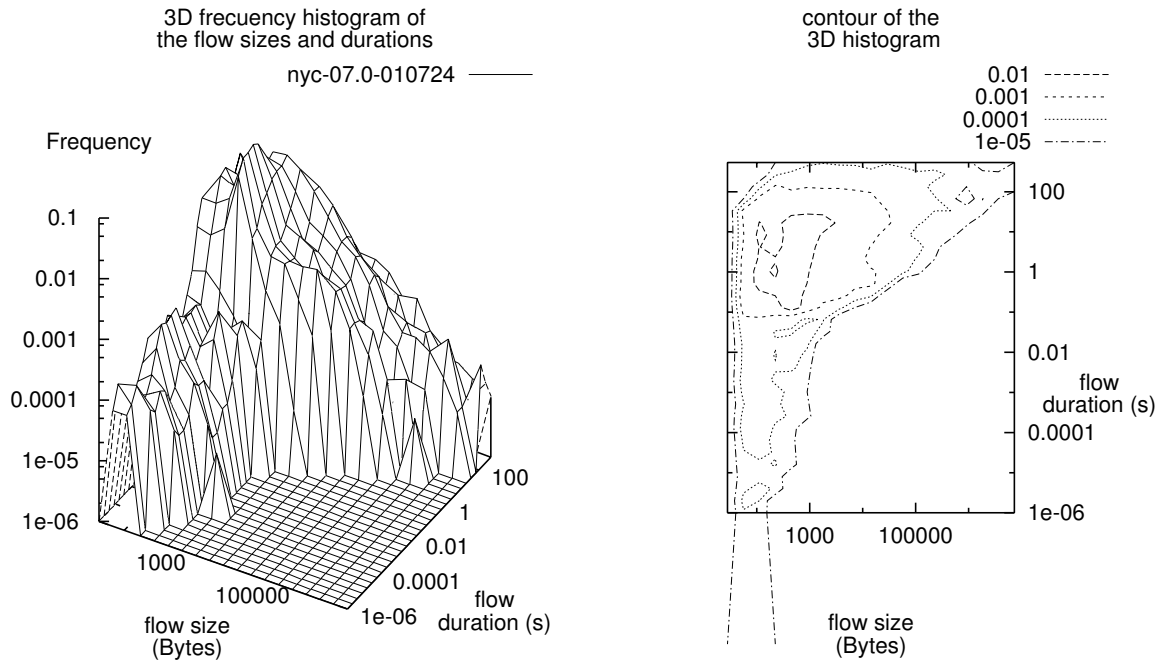 3D frecuency histogram of
the flow sizes and durations
nyc-07.0-010724
Frequency
0.1
0.01
0.001
0.0001
1e-05
1e-06
1000
100000
flow size
(Bytes)
1e-06
0.0001
0.01
1
100
flow
duration (s)
contour of the
3D histogram
0.01
0.001
0.0001
1e-05
100
1
0.01
flow
duration (s)
0.0001
1e-06
1000
100000
flow size
(Bytes)